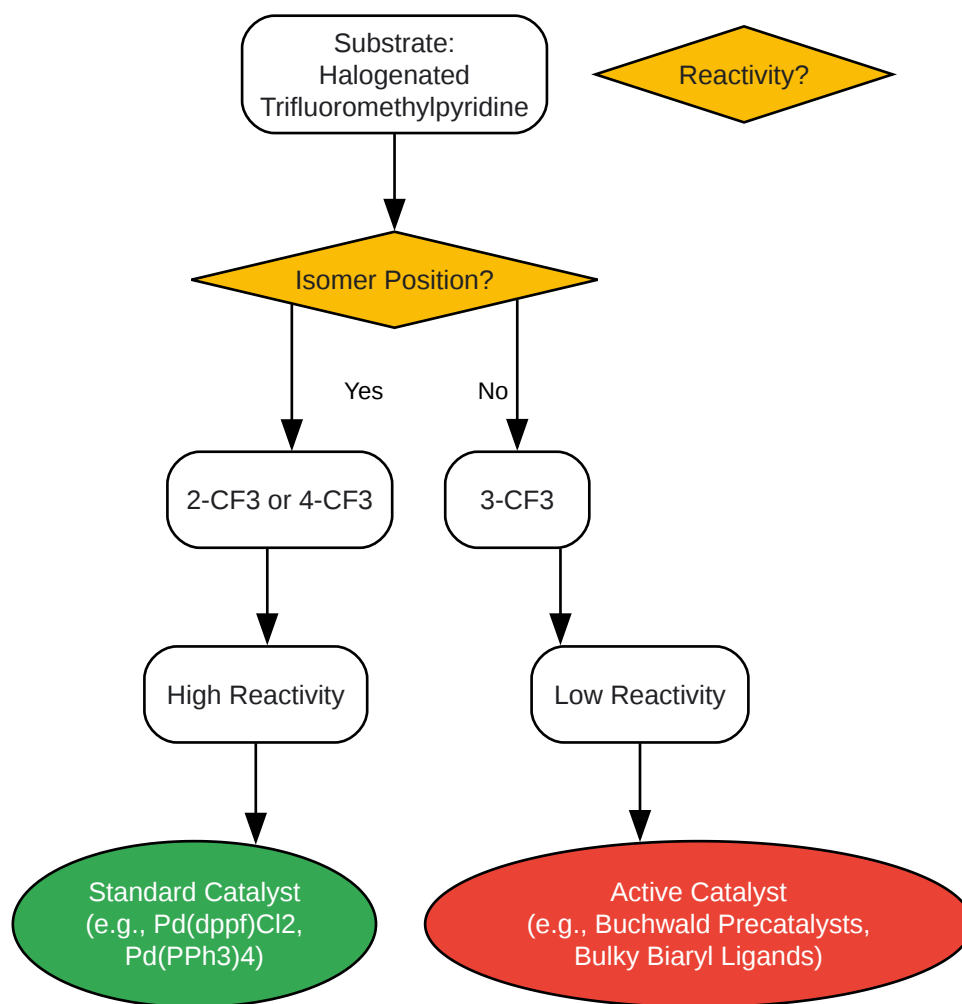 Substrate:
Halogenated
Trifluoromethylpyridine
Reactivity?
Isomer Position?
Yes
No
2-CF3 or 4-CF3
3-CF3
High Reactivity
Low Reactivity
Standard Catalyst
(e.g., Pd(dppf)Cl2,
Pd(PPh3)4)
Active Catalyst
(e.g., Buchwald Precatalysts,
Bulky Biaryl Ligands)